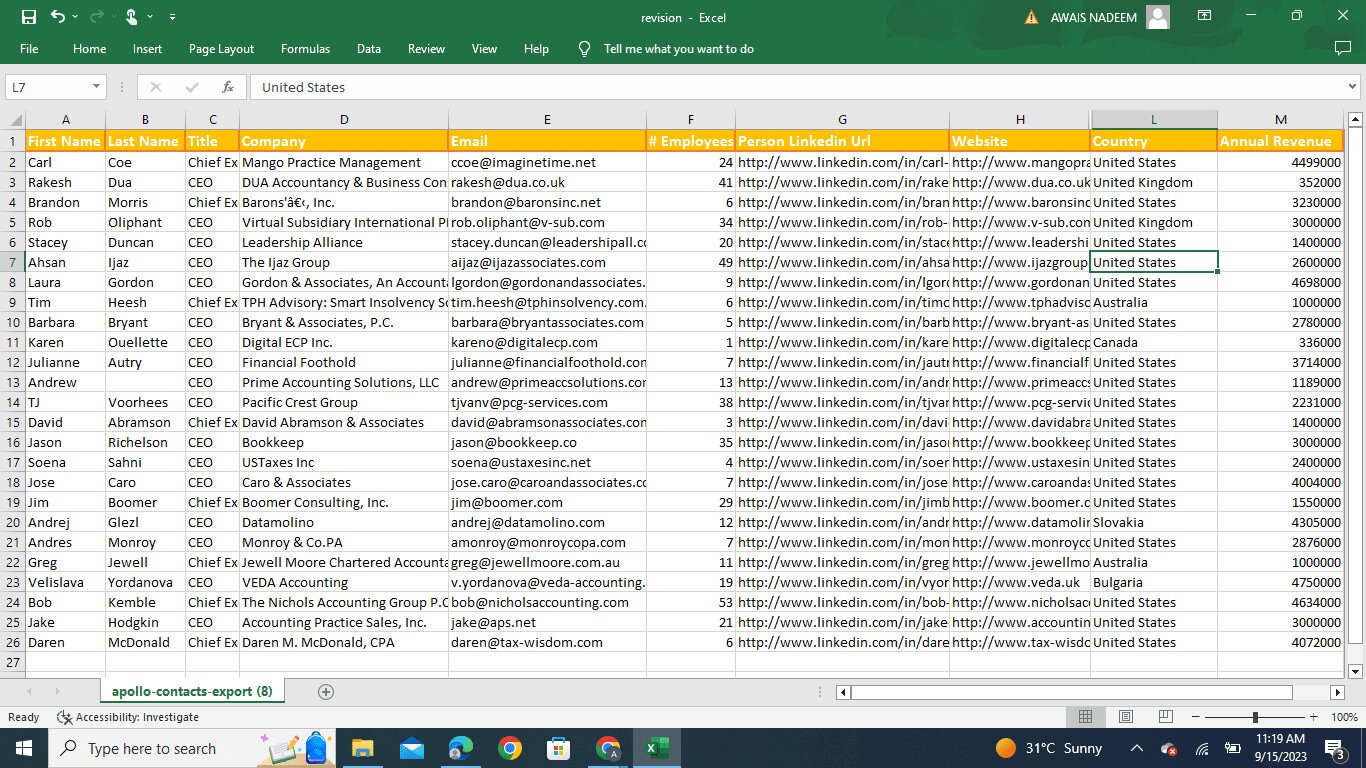 revision - Excel
AWAIS NADEEM
File Home Insert Page Layout Formulas Data Review View Help Tell me what you want to do
L7 fx United States
A B C D E F G H L M
1 First Name Last Name Title Company Email # Employees Person Linkedin Url Website Country Annual Revenue
2 Carl Coe Chief Ex Mango Practice Management ccoe@imaginetime.net 24 http://www.linkedin.com/in/carl- http://www.mangopra United States 4499000
3 Rakesh Dua CEO DUA Accountancy & Business Con rakesh@dua.co.uk 41 http://www.linkedin.com/in/rake http://www.dua.co.uk United Kingdom 352000
4 Brandon Morris Chief Ex Barons'â€‹, Inc. brandon@baronsinc.net 6 http://www.linkedin.com/in/bran http://www.baronsinc United States 3230000
5 Rob Oliphant CEO Virtual Subsidiary International Pl rob.oliphant@v-sub.com 34 http://www.linkedin.com/in/rob- http://www.v-sub.con United Kingdom 3000000
6 Stacey Duncan CEO Leadership Alliance stacey.duncan@leadershipall.co 20 http://www.linkedin.com/in/stace http://www.leadershi United States 1400000
7 Ahsan Ijaz CEO The Ijaz Group aijaz@ijazassociates.com 49 http://www.linkedin.com/in/ahsa http://www.ijazgroup United States 2600000
8 Laura Gordon CEO Gordon & Associates, An Accounta lgordon@gordonandassociates.c 9 http://www.linkedin.com/in/lgor http://www.gordonan United States 4698000
9 Tim Heesh Chief Ex TPH Advisory: Smart Insolvency So tim.heesh@tphinsolvency.com. 6 http://www.linkedin.com/in/timc http://www.tphadvisc Australia 1000000
10 Barbara Bryant CEO Bryant & Associates, P.C. barbara@bryantassociates.com 5 http://www.linkedin.com/in/barb http://www.bryant-as United States 2780000
11 Karen Ouellette CEO Digital ECP Inc. kareno@digitalecp.com 1 http://www.linkedin.com/in/kare http://www.digitalecp Canada 336000
12 Julianne Autry CEO Financial Foothold julianne@financialfoothold.con 7 http://www.linkedin.com/in/jautr http://www.financialf United States 3714000
13 Andrew CEO Prime Accounting Solutions, LLC andrew@primeaccsolutions.cor 13 http://www.linkedin.com/in/andr http://www.primeaccs United States 1189000
14 TJ Voorhees CEO Pacific Crest Group tjvanv@pcg-services.com 38 http://www.linkedin.com/in/tjvar http://www.pcg-servic United States 2231000
15 David Abramson Chief Ex David Abramson & Associates david@abramsonassociates.con 3 http://www.linkedin.com/in/davi http://www.davidabra United States 1400000
16 Jason Richelson CEO Bookkeep jason@bookkeep.co 35 http://www.linkedin.com/in/jaso http://www.bookkeep United States 3000000
17 Soena Sahni CEO USTaxes Inc soena@ustaxesinc.net 4 http://www.linkedin.com/in/soer http://www.ustaxesin United States 2400000
18 Jose Caro CEO Caro & Associates jose.caro@caroandassociates.cc 7 http://www.linkedin.com/in/jose http://www.caroandas United States 4004000
19 Jim Boomer Chief Ex Boomer Consulting, Inc. jim@boomer.com 29 http://www.linkedin.com/in/jimb http://www.boomer.c United States 1550000
20 Andrej Glezl CEO Datamolino andrej@datamolino.com 12 http://www.linkedin.com/in/andr http://www.datamolir Slovakia 4305000
21 Andres Monroy CEO Monroy & Co.PA amonroy@monroycopa.com 7 http://www.linkedin.com/in/mon http://www.monroycc United States 2876000
22 Greg Jewell Chief Ex Jewell Moore Chartered Accounta greg@jewellmoore.com.au 11 http://www.linkedin.com/in/greg http://www.jewellmo Australia 1000000
23 Velislava Yordanova CEO VEDA Accounting v.yordanova@veda-accounting. 19 http://www.linkedin.com/in/vyor http://www.veda.uk Bulgaria 4750000
24 Bob Kemble Chief Ex The Nichols Accounting Group P.C bob@nicholsaccounting.com 53 http://www.linkedin.com/in/bob- http://www.nicholsac United States 4634000
25 Jake Hodgkin CEO Accounting Practice Sales, Inc. jake@aps.net 21 http://www.linkedin.com/in/jake http://www.accountin United States 3000000
26 Daren McDonald Chief Ex Daren M. McDonald, CPA daren@tax-wisdom.com 6 http://www.linkedin.com/in/dare http://www.tax-wisdc United States 4072000
27
apollo-contacts-export (8)
Ready Accessibility: Investigate 100%
Type here to search 31°C Sunny 11:19 AM
9/15/2023 3